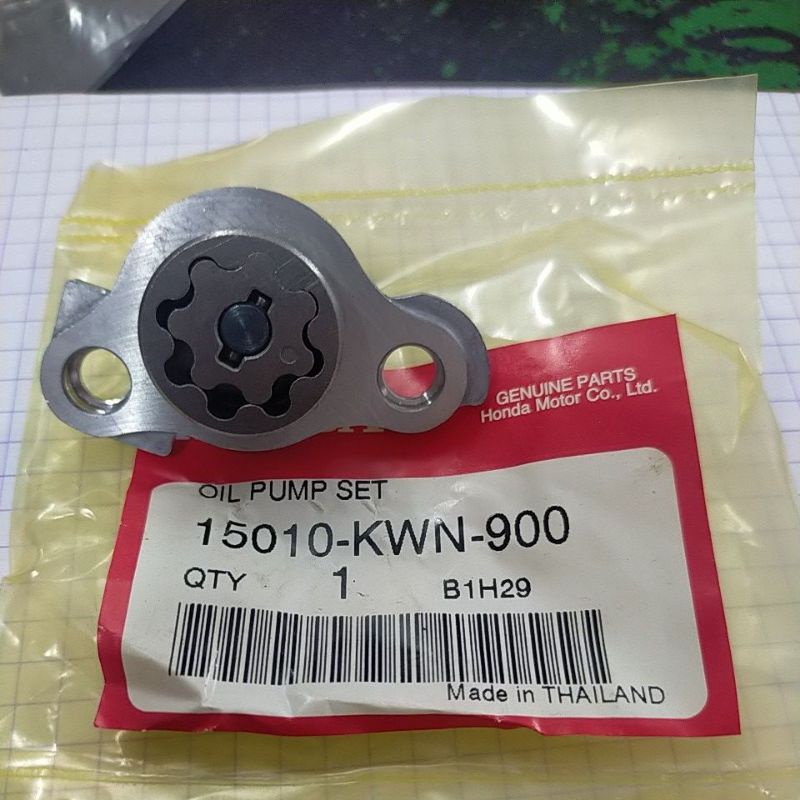 GENUINE PARTS
Honda Motor Co., Ltd.
OIL PUMP SET
15010-KWN-900
QTY 1 B1H29
Made in THAILAND